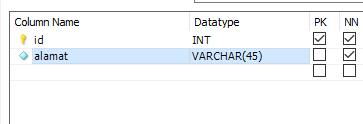 Column Name Datatype PK NN
id INT
alamat VARCHAR(45)